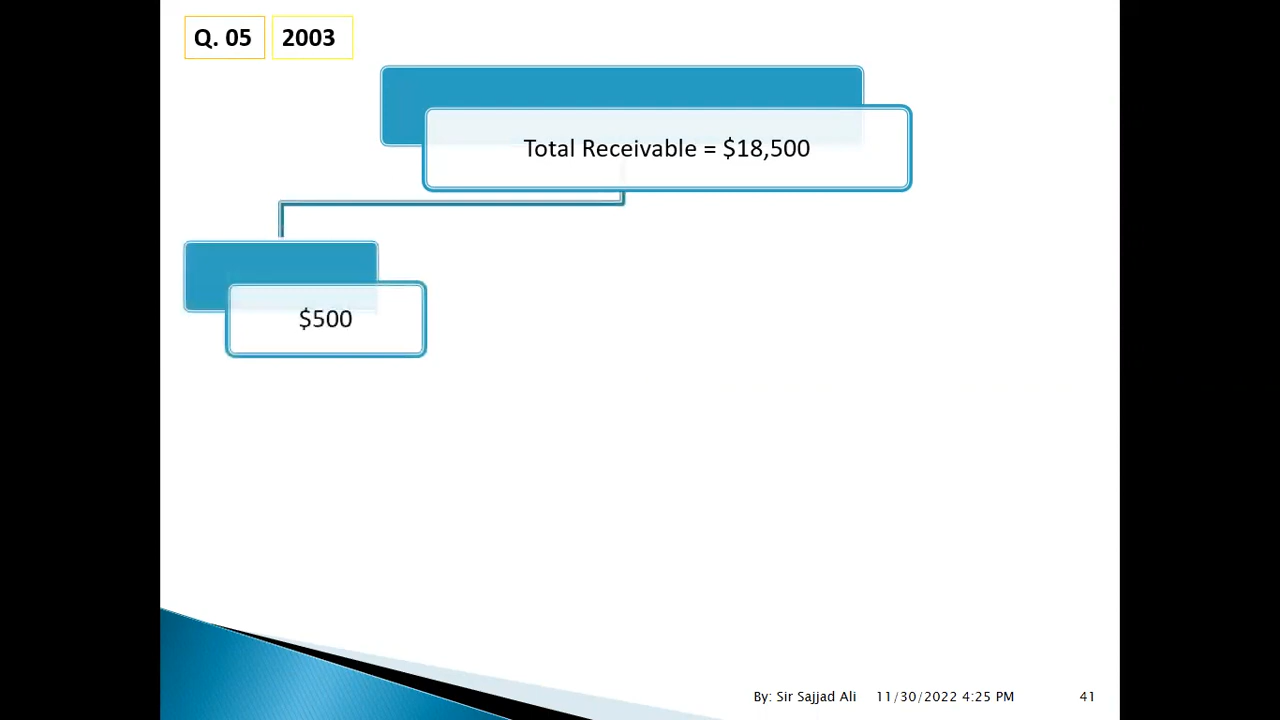 Q. 05 2003
Total Receivable = $18,500
$500
By: Sir Sajjad Ali 11/30/2022 4:25 PM 41